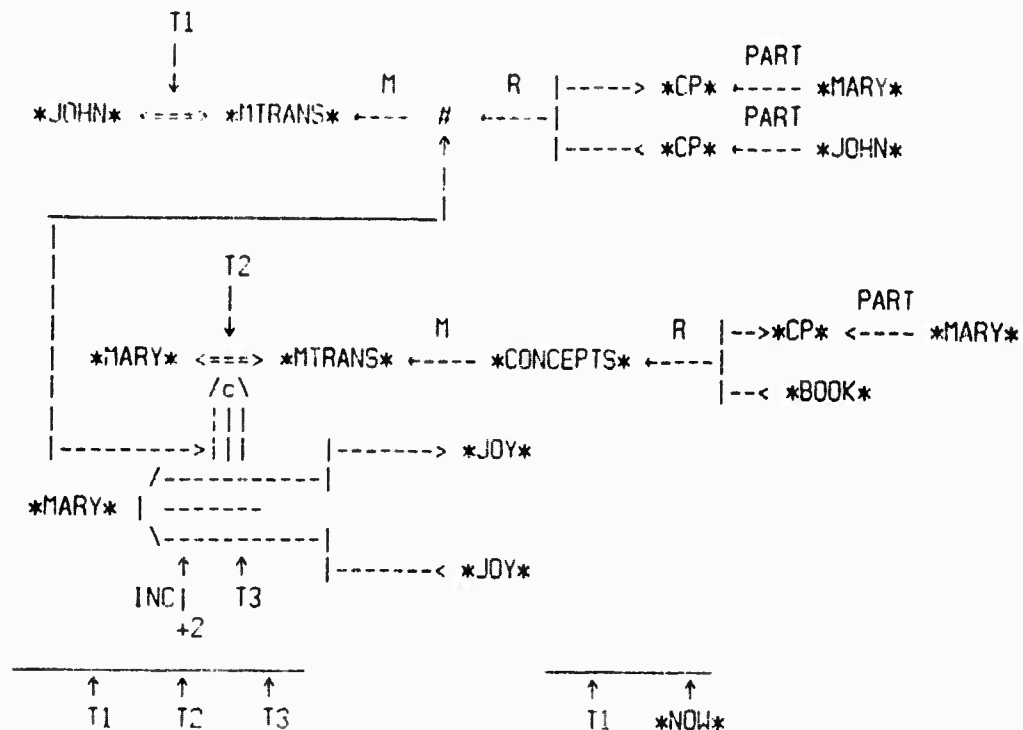 T1
PART
M R *CP* *MARY*
*JOHN* <===> *MTRANS* # PART
*CP* *JOHN*
T2
PART
M R *CP* *MARY*
*MARY* <===> *MTRANS* *CONCEPTS*
/c\ *BOOK*
*JOY*
*MARY*
*JOY*
INC T3
+2
T1 T2 T3 T1 *NOW*